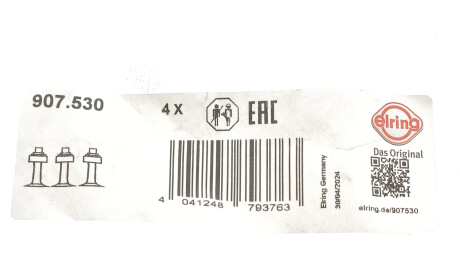 907.530
4 X
EAC
elring
Das Original
4 041248 793763
Elring Germany
30/04/2024
elring.de/907530